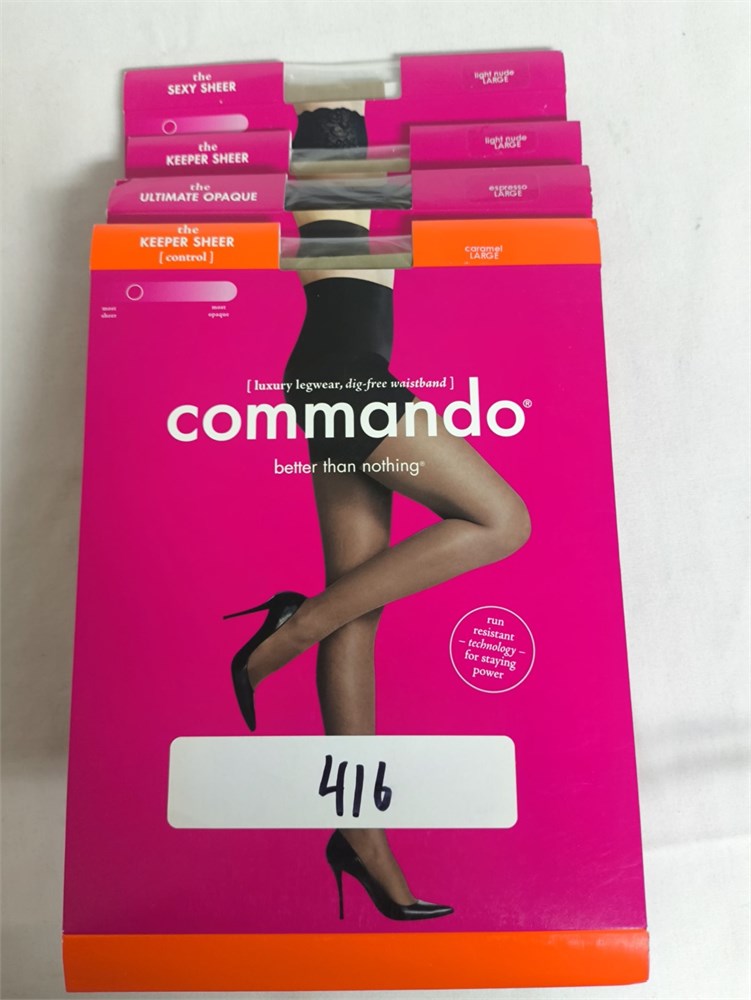 the
SEXY SHEER
light nude
LARGE
the
KEEPER SHEER
light nude
LARGE
the
ULTIMATE OPAQUE
espresso
LARGE
the
KEEPER SHEER
[ control ]
caramel
LARGE
most
sheer
most
opaque
[ luxury legwear, dig-free waistband ]
commando®
better than nothing®
run
resistant
– technology –
for staying
power
416